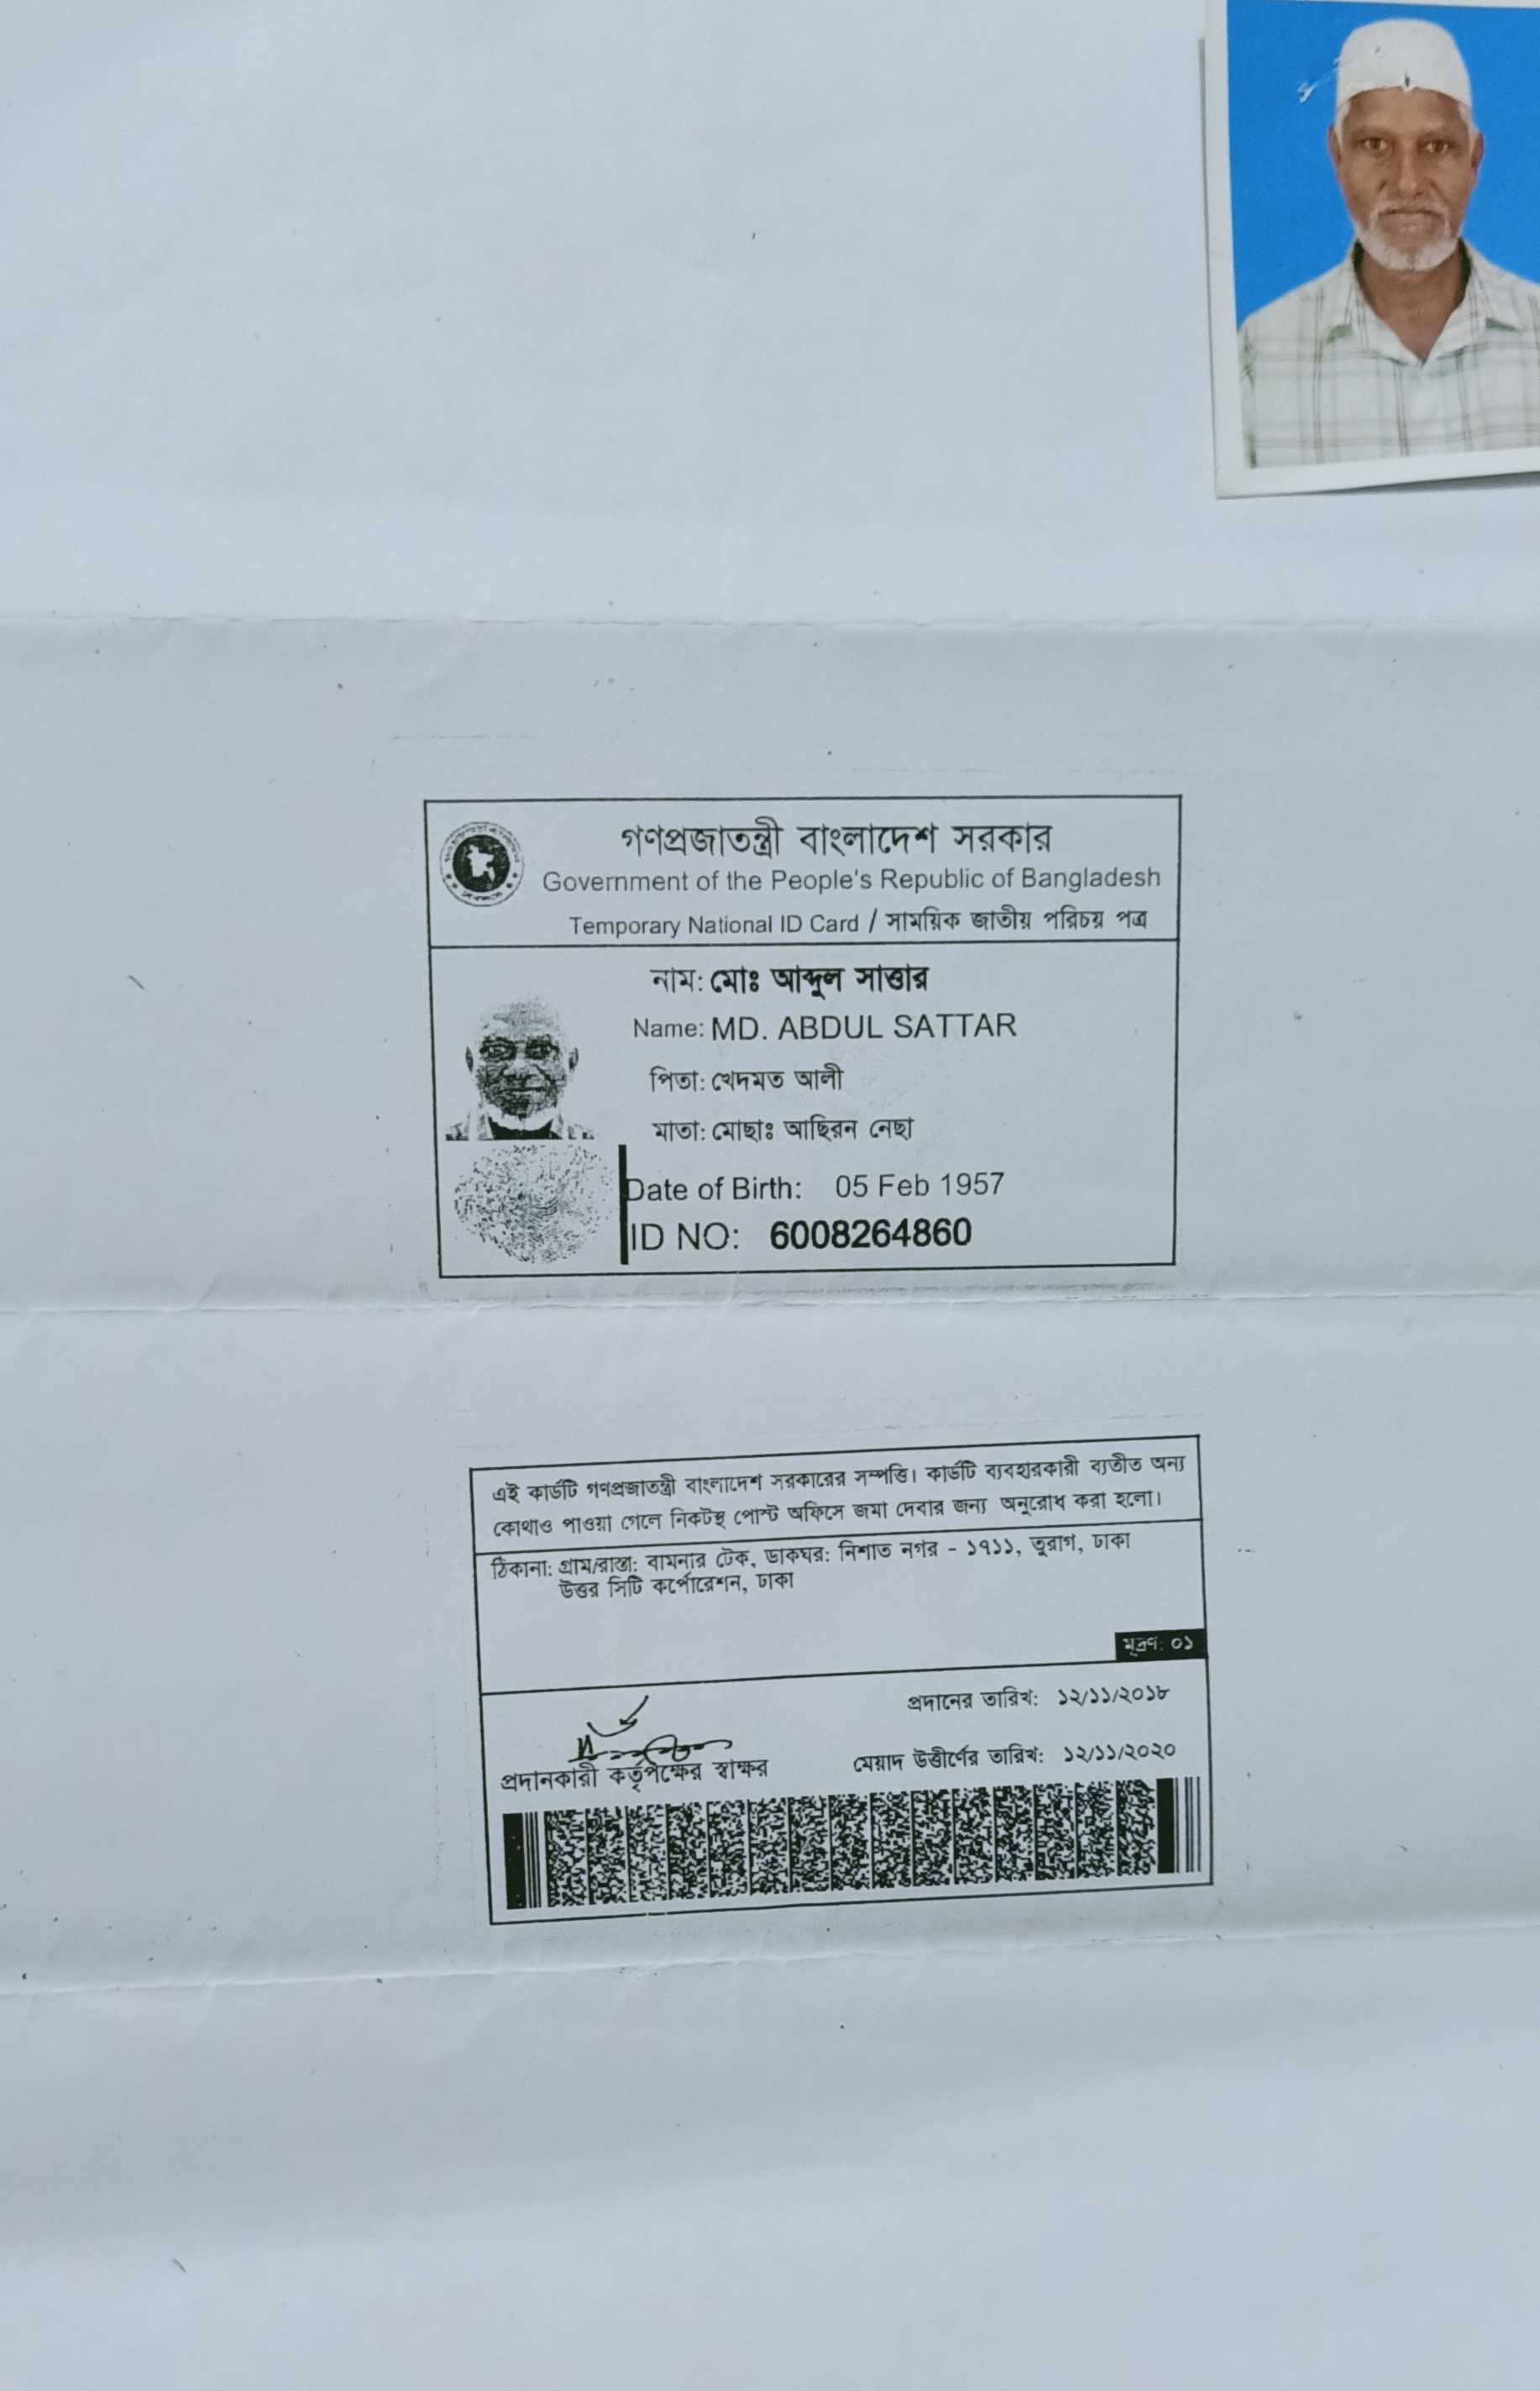 গণপ্রজাতন্ত্রী বাংলাদেশ সরকার
Government of the People's Republic of Bangladesh
Temporary National ID Card / সাময়িক জাতীয় পরিচয় পত্র
নাম: মোঃ আব্দুল সাত্তার
Name: MD. ABDUL SATTAR
পিতা: খেদমত আলী
মাতা: মোছাঃ আছিরন নেছা
Date of Birth: 05 Feb 1957
ID NO: 6008264860
এই কার্ডটি গণপ্রজাতন্ত্রী বাংলাদেশ সরকারের সম্পত্তি। কার্ডটি ব্যবহারকারী ব্যতীত অন্য
কোথাও পাওয়া গেলে নিকটস্থ পোস্ট অফিসে জমা দেবার জন্য অনুরোধ করা হলো।
ঠিকানা: গ্রাম/রাস্তা: বামনার টেক, ডাকঘর: নিশাত নগর - ১৭১১, তুরাগ, ঢাকা
উত্তর সিটি কর্পোরেশন, ঢাকা
মূদ্রণ: ০১
প্রদানের তারিখ: ১২/১১/২০১৮
প্রদানকারী কর্তৃপক্ষের স্বাক্ষর
মেয়াদ উত্তীর্ণের তারিখ: ১২/১১/২০২০